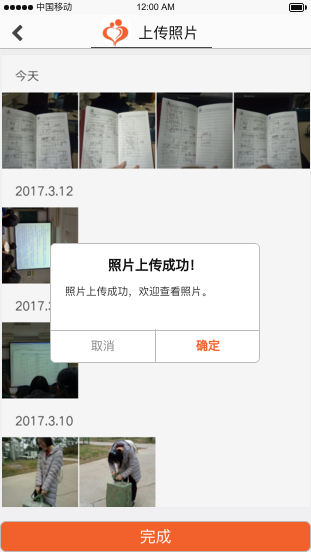 中国移动
12:00 AM
上传照片
今天
2017.3.12
2017.3
照片上传成功！
照片上传成功，欢迎查看照片。
取消
确定
2017.3.10
完成